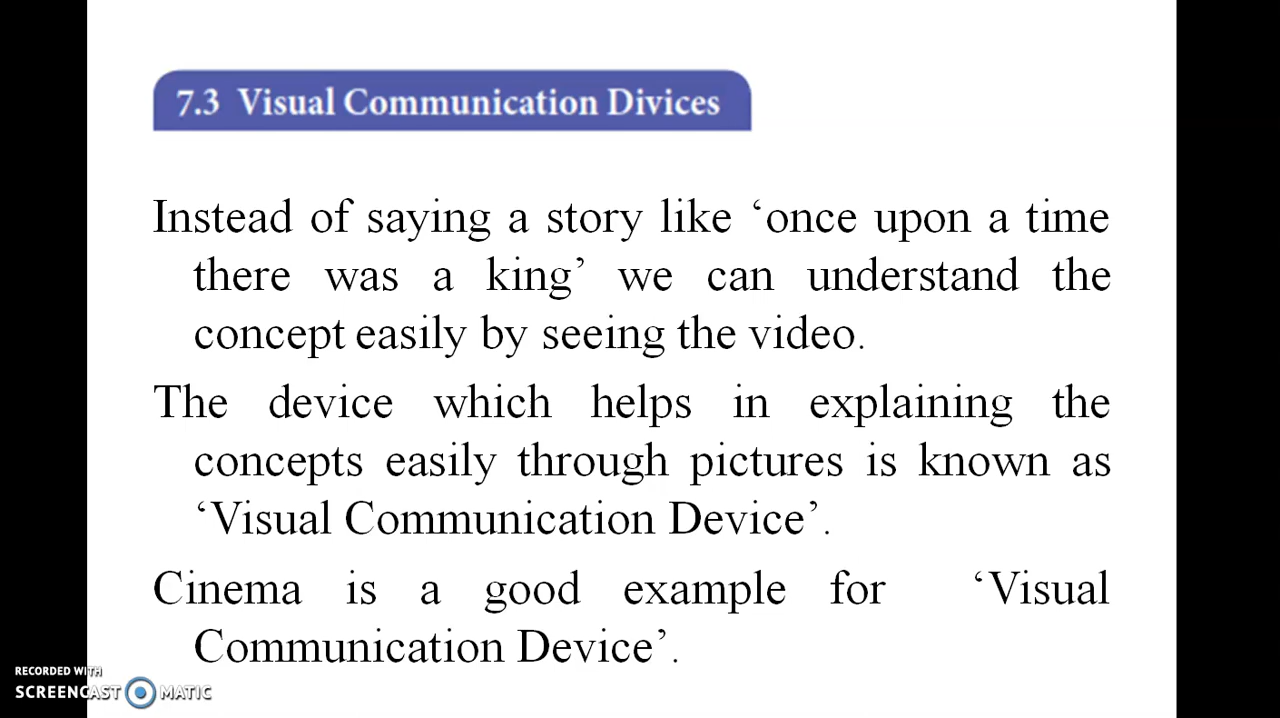 7.3 Visual Communication Divices
Instead of saying a story like ‘once upon a time
there was a king’ we can understand the
concept easily by seeing the video.
The device which helps in explaining the
concepts easily through pictures is known as
‘Visual Communication Device’.
Cinema is a good example for ‘Visual
Communication Device’.
RECORDED WITH
SCREENCAST MATIC